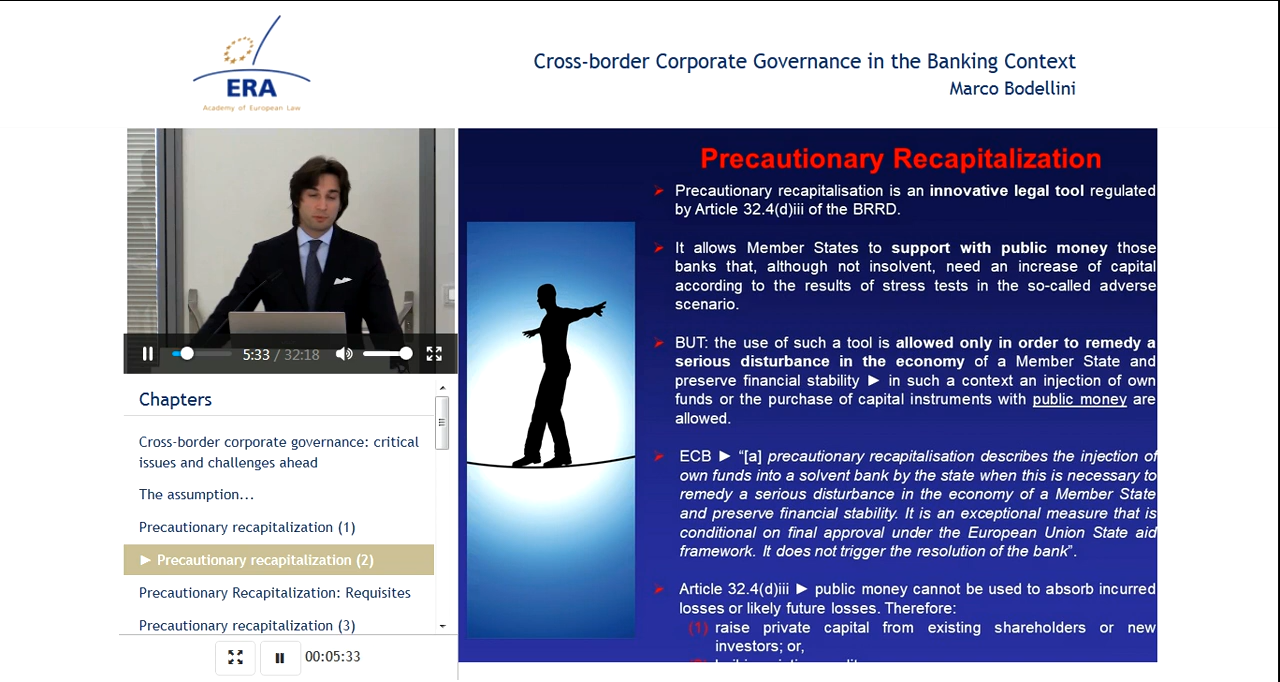 ERA
Academy of European Law
Cross-border Corporate Governance in the Banking Context
Marco Bodellini
5:33 / 32:18
Chapters
Cross-border corporate governance: critical
issues and challenges ahead
The assumption...
Precautionary recapitalization (1)
► Precautionary recapitalization (2)
Precautionary Recapitalization: Requisites
Precautionary recapitalization (3)
00:05:33
Precautionary Recapitalization
Precautionary recapitalisation is an innovative legal tool regulated
by Article 32.4(d)iii of the BRRD.
It allows Member States to support with public money those
banks that, although not insolvent, need an increase of capital
according to the results of stress tests in the so-called adverse
scenario.
BUT: the use of such a tool is allowed only in order to remedy a
serious disturbance in the economy of a Member State and
preserve financial stability ► in such a context an injection of own
funds or the purchase of capital instruments with public money are
allowed.
ECB ► “[a] precautionary recapitalisation describes the injection of
own funds into a solvent bank by the state when this is necessary to
remedy a serious disturbance in the economy of a Member State
and preserve financial stability. It is an exceptional measure that is
conditional on final approval under the European Union State aid
framework. It does not trigger the resolution of the bank”.
Article 32.4(d)iii ► public money cannot be used to absorb incurred
losses or likely future losses. Therefore:
(1) raise private capital from existing shareholders or new
investors; or,